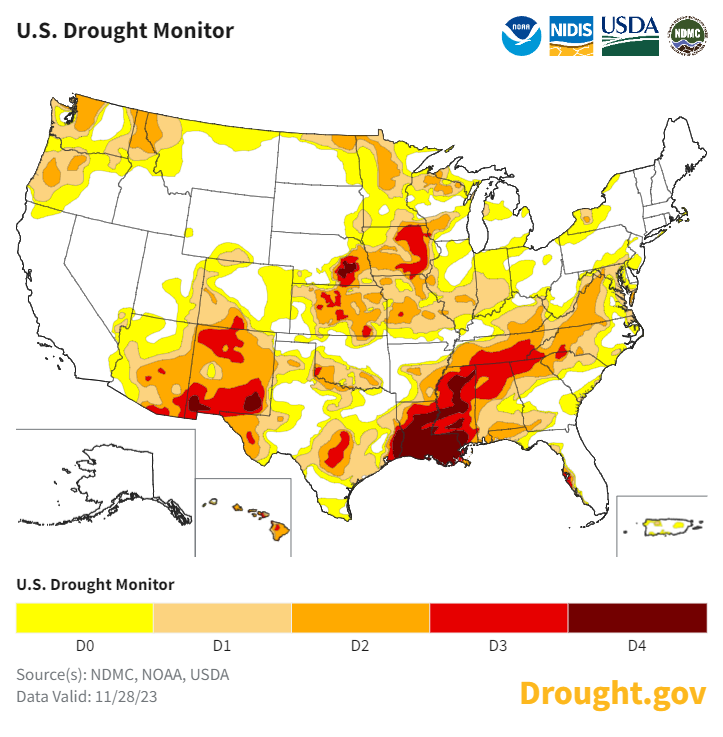 U.S. Drought Monitor
NOAA
NIDIS
USDA
NDMC
U.S. Drought Monitor
D0
D1
D2
D3
D4
Source(s): NDMC, NOAA, USDA
Data Valid: 11/28/23
Drought.gov